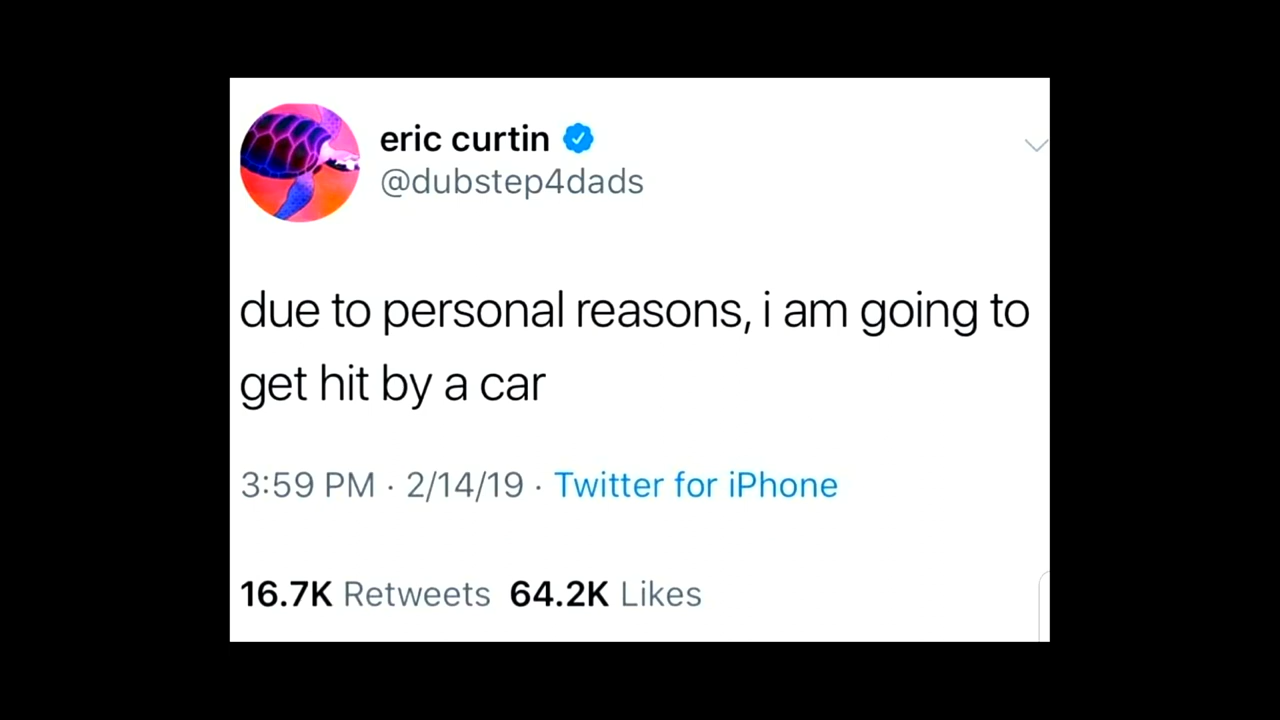 eric curtin
@dubstep4dads
due to personal reasons, i am going to
get hit by a car
3:59 PM · 2/14/19 · Twitter for iPhone
16.7K Retweets 64.2K Likes